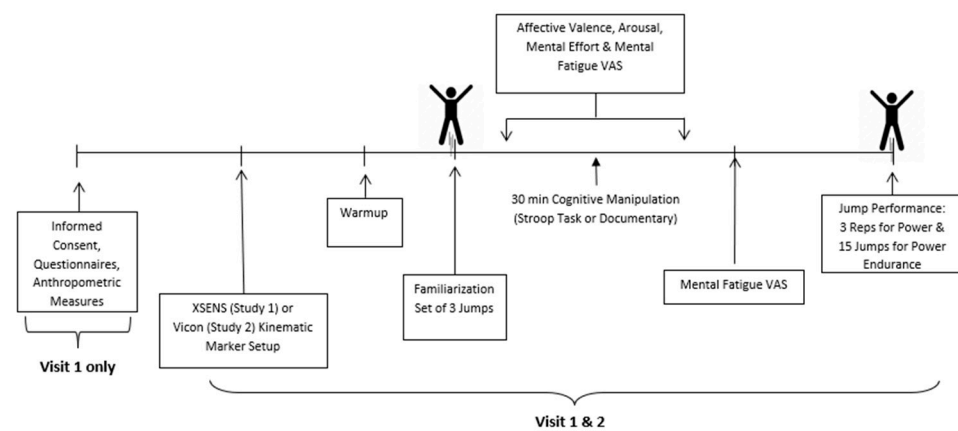 Affective Valence, Arousal,
Mental Effort & Mental
Fatigue VAS
Informed
Consent,
Questionnaires,
Anthropometric
Measures
Visit 1 only
XSENS (Study 1) or
Vicon (Study 2) Kinematic
Marker Setup
Warmup
Familiarization
Set of 3 Jumps
30 min Cognitive Manipulation
(Stroop Task or Documentary)
Mental Fatigue VAS
Jump Performance:
3 Reps for Power &
15 Jumps for Power
Endurance
Visit 1 & 2